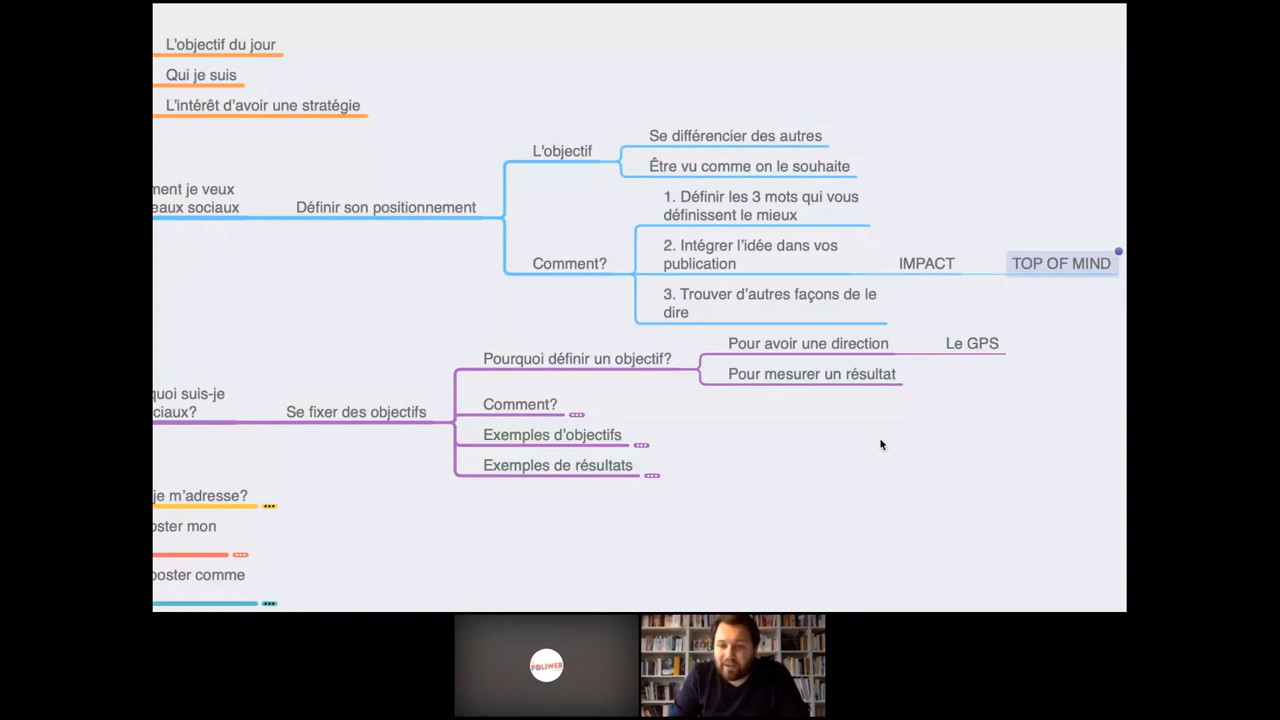 L'objectif du jour
Qui je suis
L'intérêt d'avoir une stratégie
ment je veux
eaux sociaux
Définir son positionnement
L'objectif
Se différencier des autres
Être vu comme on le souhaite
Comment?
1. Définir les 3 mots qui vous
définissent le mieux
2. Intégrer l'idée dans vos
publication
IMPACT
TOP OF MIND
3. Trouver d'autres façons de le
dire
quoi suis-je
ciaux?
Se fixer des objectifs
Pourquoi définir un objectif?
Pour avoir une direction
Le GPS
Pour mesurer un résultat
Comment?
Exemples d'objectifs
Exemples de résultats
je m'adresse?
oster mon
poster comme
FOLIWEB